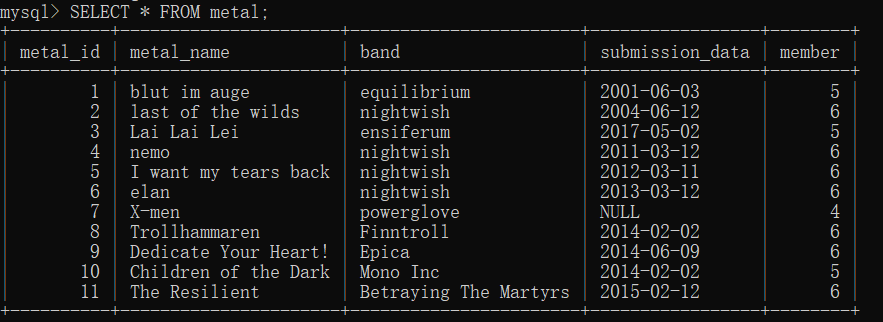 mysql> SELECT * FROM metal;
metal_id | metal_name | band | submission_data | member
1 | blut im auge | equilibrium | 2001-06-03 | 5
2 | last of the wilds | nightwish | 2004-06-12 | 6
3 | Lai Lai Lei | ensiferum | 2017-05-02 | 5
4 | nemo | nightwish | 2011-03-12 | 6
5 | I want my tears back | nightwish | 2012-03-11 | 6
6 | elan | nightwish | 2013-03-12 | 6
7 | X-men | powerglove | NULL | 4
8 | Trollhammaren | Finntroll | 2014-02-02 | 6
9 | Dedicate Your Heart! | Epica | 2014-06-09 | 6
10 | Children of the Dark | Mono Inc | 2014-02-02 | 5
11 | The Resilient | Betraying The Martyrs | 2015-02-12 | 6